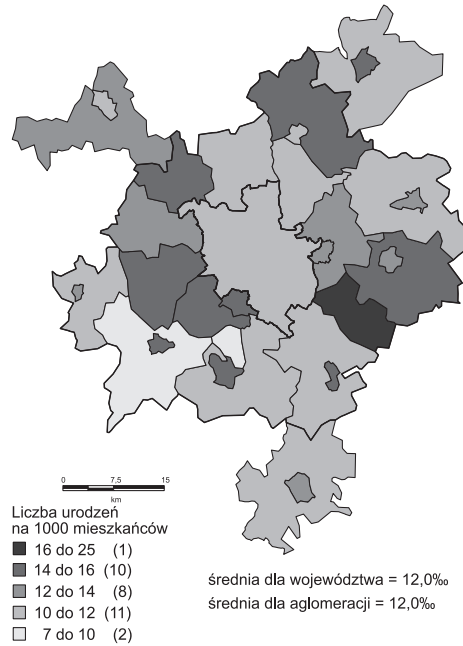 0 7,5 15
km
Liczba urodzeń
na 1000 mieszkańców
16 do 25 (1)
14 do 16 (10)
12 do 14 (8)
10 do 12 (11)
7 do 10 (2)
średnia dla województwa = 12,0‰
średnia dla aglomeracji = 12,0‰